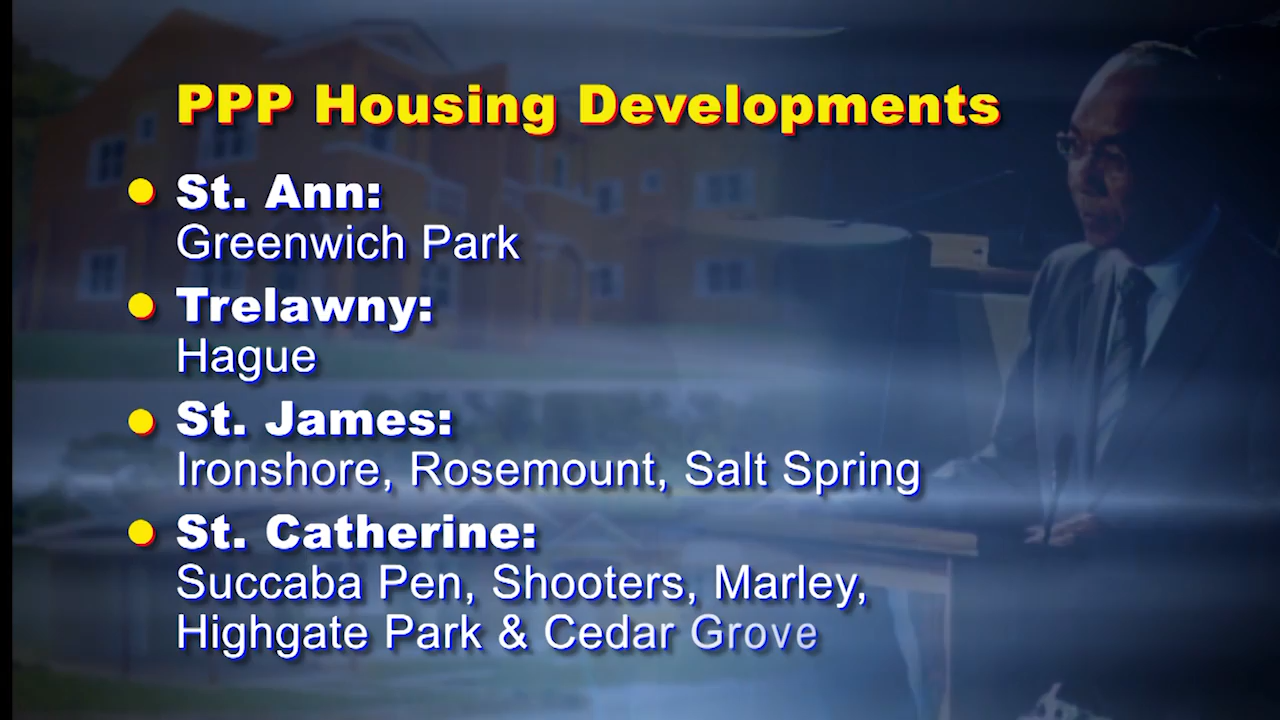 PPP Housing Developments
St. Ann:
Greenwich Park
Trelawny:
Hague
St. James:
Ironshore, Rosemount, Salt Spring
St. Catherine:
Succaba Pen, Shooters, Marley,
Highgate Park & Cedar Grove